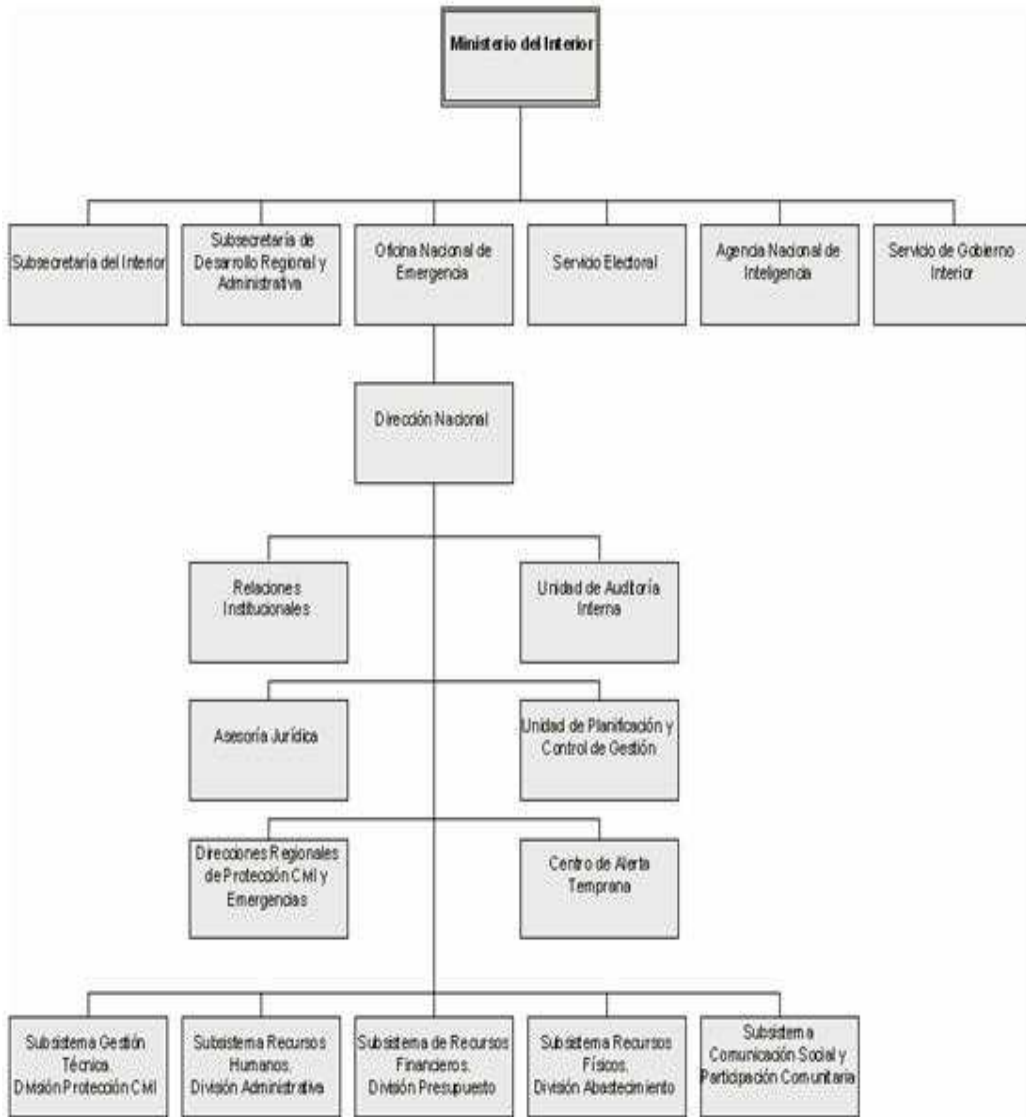 Ministerio del Interior
Subsecretaría del Interior
Subsecretaría de
Desarrollo Regional y
Administrativa
Oficina Nacional de
Emergencia
Servicio Electoral
Agencia Nacional de
Inteligencia
Servicio de Gobierno
Interior
Dirección Nacional
Relaciones
Institucionales
Unidad de Auditoría
Interna
Asesoría Jurídica
Unidad de Planificación y
Control de Gestión
Direcciones Regionales
de Protección Civil y
Emergencias
Centro de Alerta
Temprana
Subsistema Gestión
Técnica.
División Protección Civil
Subsistema Recursos
Humanos.
División Administrativa
Subsistema de Recursos
Financieros.
División Presupuesto
Subsistema Recursos
Físicos.
División Abastecimiento
Subsistema
Comunicación Social y
Participación Comunitaria